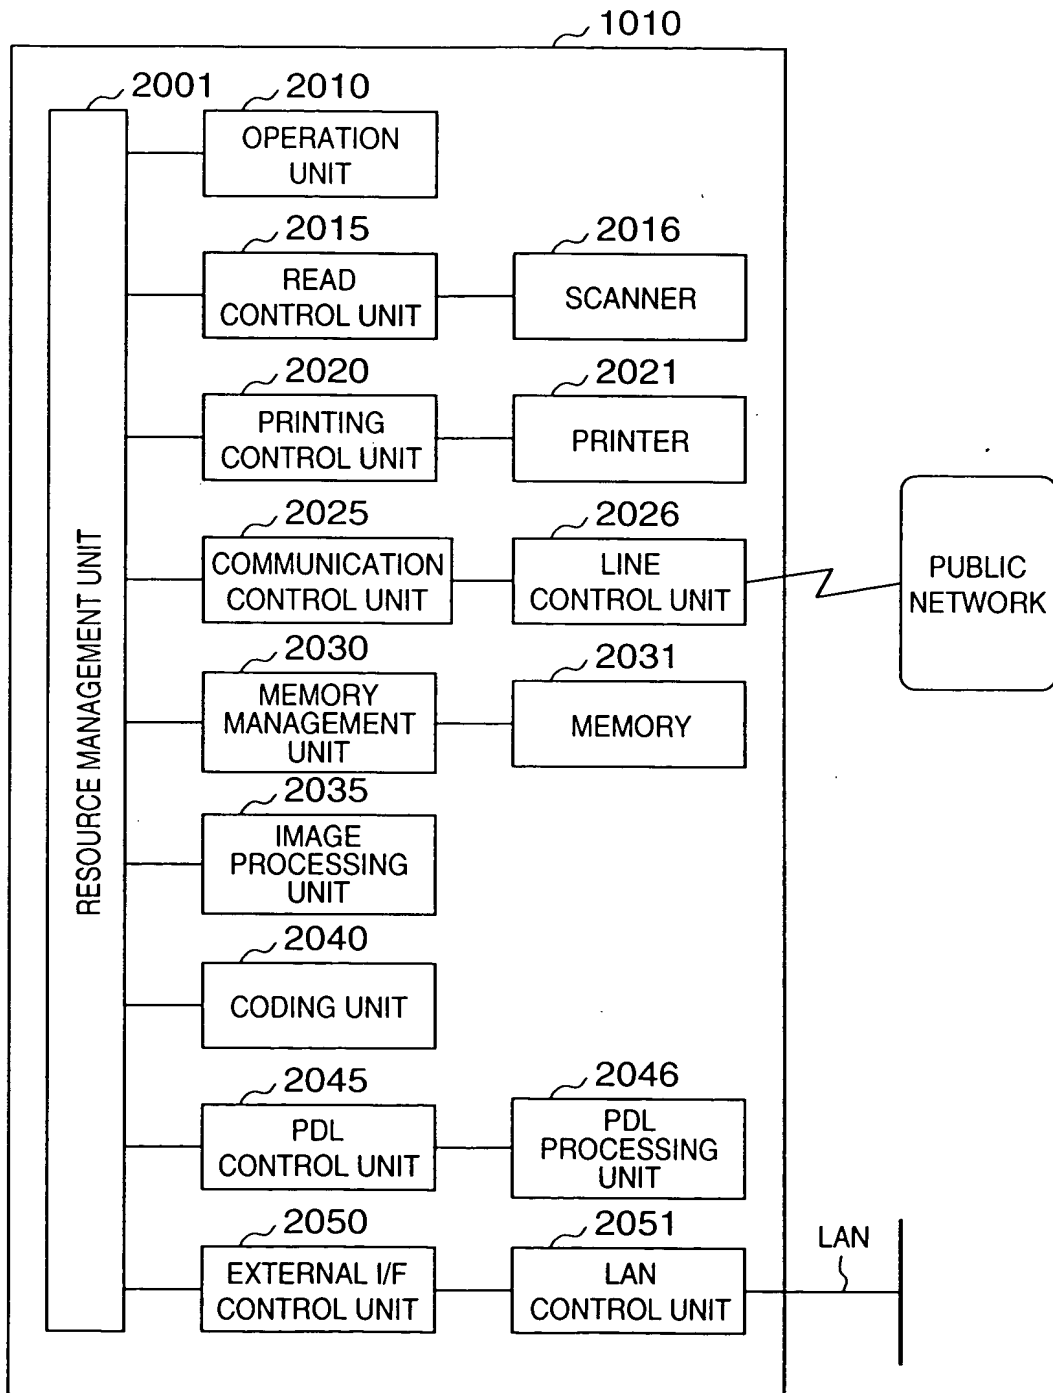 1010
2001
2010
OPERATION
UNIT
2015
READ
CONTROL UNIT
2016
SCANNER
2020
PRINTING
CONTROL UNIT
2021
PRINTER
2025
COMMUNICATION
CONTROL UNIT
2026
LINE
CONTROL UNIT
PUBLIC
NETWORK
RESOURCE MANAGEMENT UNIT
2030
MEMORY
MANAGEMENT
UNIT
2031
MEMORY
2035
IMAGE
PROCESSING
UNIT
2040
CODING UNIT
2045
PDL
CONTROL UNIT
2046
PDL
PROCESSING
UNIT
2050
EXTERNAL I/F
CONTROL UNIT
2051
LAN
CONTROL UNIT
LAN